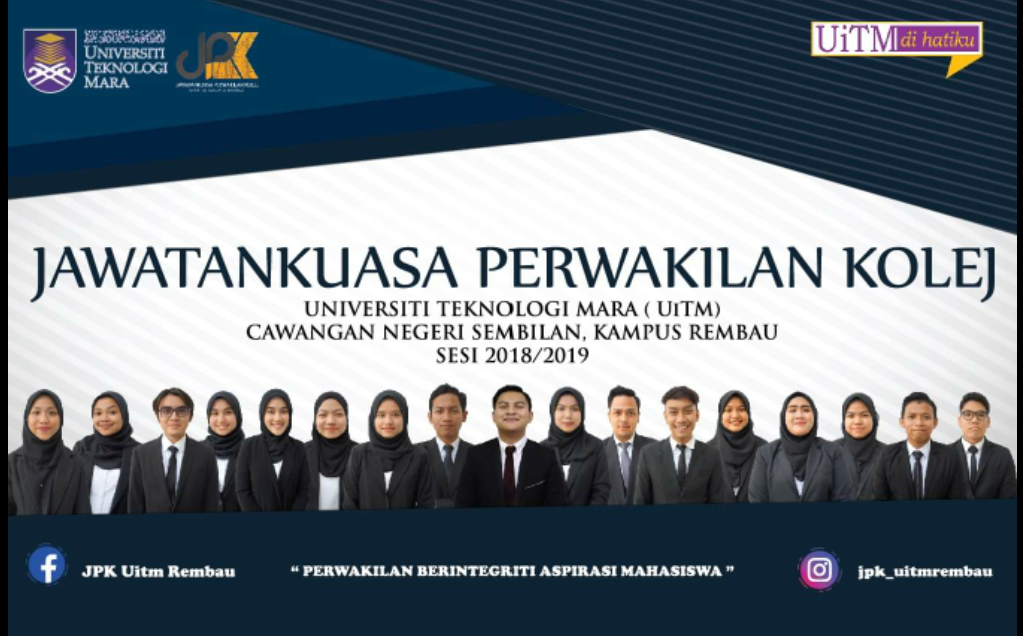 UNIVERSITI
TEKNOLOGI
MARA
JPK
UiTM di hatiku
JAWATANKUASA PERWAKILAN KOLEJ
UNIVERSITI TEKNOLOGI MARA ( UiTM)
CAWANGAN NEGERI SEMBILAN, KAMPUS REMBAU
SESI 2018/2019
JPK Uitm Rembau
“ PERWAKILAN BERINTEGRITI ASPIRASI MAHASISWA ”
jpk_uitmrembau